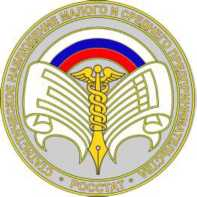 СТАТИСТИЧЕСКОЕ НАБЛЮДЕНИЕ МАЛОГО И СРЕДНЕГО ПРЕДПРИНИМАТЕЛЬСТВА
РОССТАТ